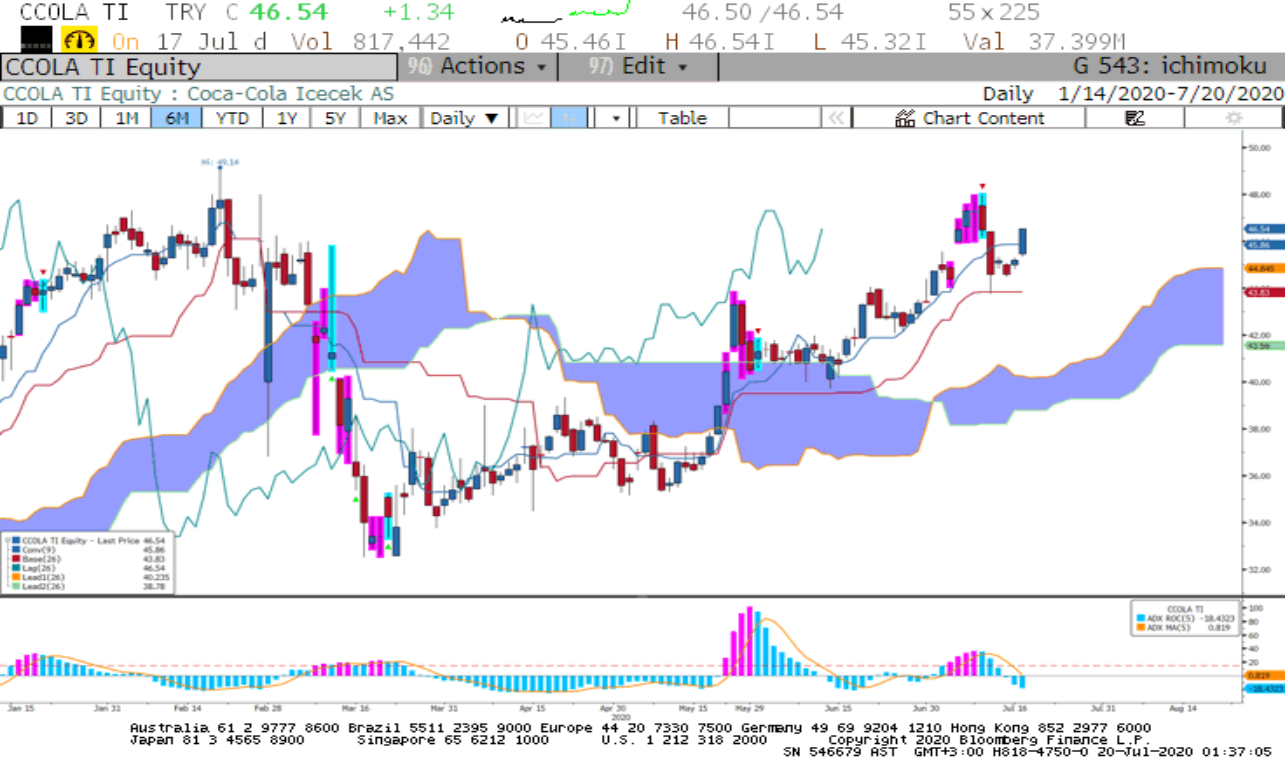 CCOLA TI TRY C 46.54 +1.34 46.50 /46.54 55 x 225
On 17 Jul d Vol 817,442 O 45.46I H 46.54I L 45.32I Val 37.399M
CCOLA TI Equity 96) Actions 97) Edit G 543: ichimoku
CCOLA TI Equity : Coca-Cola Icecek AS Daily 1/14/2020-7/20/2020
1D 3D 1M 6M YTD 1Y 5Y Max Daily ▼ Table « Chart Content
Hi: 49.14
50.00
48.00
46.54
45.86
44.845
43.83
42.00
41.56
40.00
38.00
36.00
34.00
32.00
CCOLA TI Equity - Last Price 46.54
Conv(9) 45.86
Base(26) 43.83
Lag(26) 46.54
Lead1(26) 40.235
Lead2(26) 38.78
CCOLA TI
ADX ROC(5) -18.4323
ADX MA(5) 0.819
100
80
60
40
20
0.819
-18.4323
Jan 15 Jan 31 Feb 14 Feb 28 Mar 16 Mar 31 Apr 15 Apr 30 May 15 May 29 Jun 15 Jun 30 Jul 16 Jul 31 Aug 14
2020
Australia 61 2 9777 8600 Brazil 5511 2395 9000 Europe 44 20 7330 7500 Germany 49 69 9204 1210 Hong Kong 852 2977 6000
Japan 81 3 4565 8900 Singapore 65 6212 1000 U.S. 1 212 318 2000 Copyright 2020 Bloomberg Finance L.P.
SN 546679 AST GMT+3:00 H818-4750-0 20-Jul-2020 01:37:05